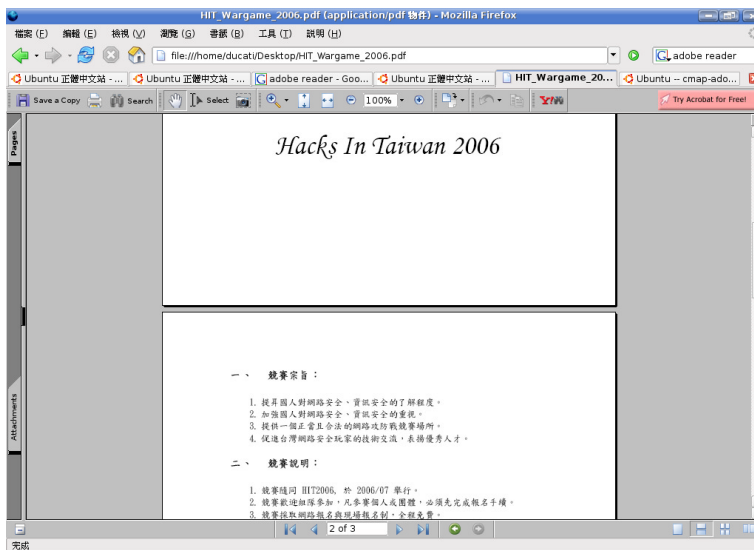 HIT_Wargame_2006.pdf (application/pdf 物件) - Mozilla Firefox
檔案 (F) 編輯 (E) 檢視 (V) 瀏覽 (G) 書籤 (B) 工具 (T) 說明 (H)
file:///home/ducati/Desktop/HIT_Wargame_2006.pdf
adobe reader
Ubuntu 正體中文站 - ... Ubuntu 正體中文站 - ... adobe reader - Goo... Ubuntu 正體中文站 - ... HIT_Wargame_20... Ubuntu -- cmap-ado...
Save a Copy Search Select 100% Try Acrobat for Free!
Pages
Hacks In Taiwan 2006
一、 競賽宗旨：
1. 提昇國人對網路安全、資訊安全的了解程度。
2. 加強國人對網路安全、資訊安全的重視。
3. 提供一個正當且合法的網路攻防戰競賽場所。
4. 促進台灣網路安全玩家的技術交流，表揚優秀人才。
Attachments
二、 競賽說明：
1. 競賽隨同 HIT2006, 於 2006/07 舉行。
2. 競賽歡迎組隊參加，凡參賽個人或團體，必須先完成報名手續。
3. 競賽採取網路報名與現場報名制，全程免費。
2 of 3
完成